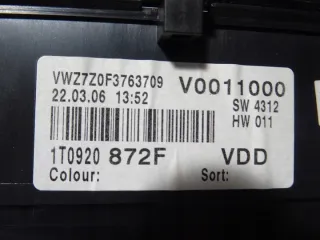 VWZ7Z0F3763709 V0011000
22.03.06 13:52 SW 4312
HW 011
1T0920 872F VDD
Colour: Sort: